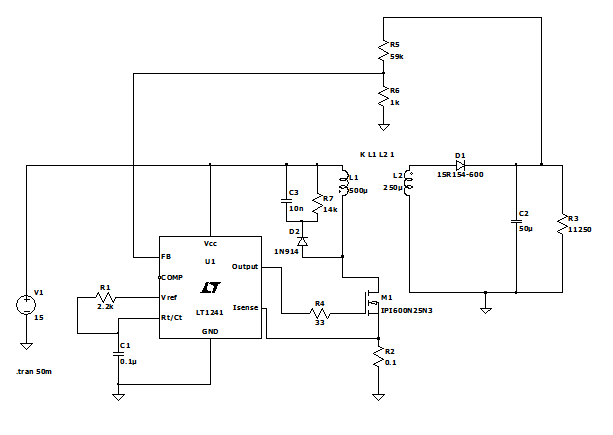 R5
59k
R6
1k
K L1 L2 1
D1
1SR154-600
L1
500µ
L2
250µ
C3
10n
R7
14k
D2
1N914
C2
50µ
R3
11250
Vcc
FB
U1
Output
COMP
Vref
LT1241
Isense
Rt/Ct
GND
V1
15
R1
2.2k
R4
33
M1
IPI600N25N3
C1
0.1µ
R2
0.1
.tran 50m